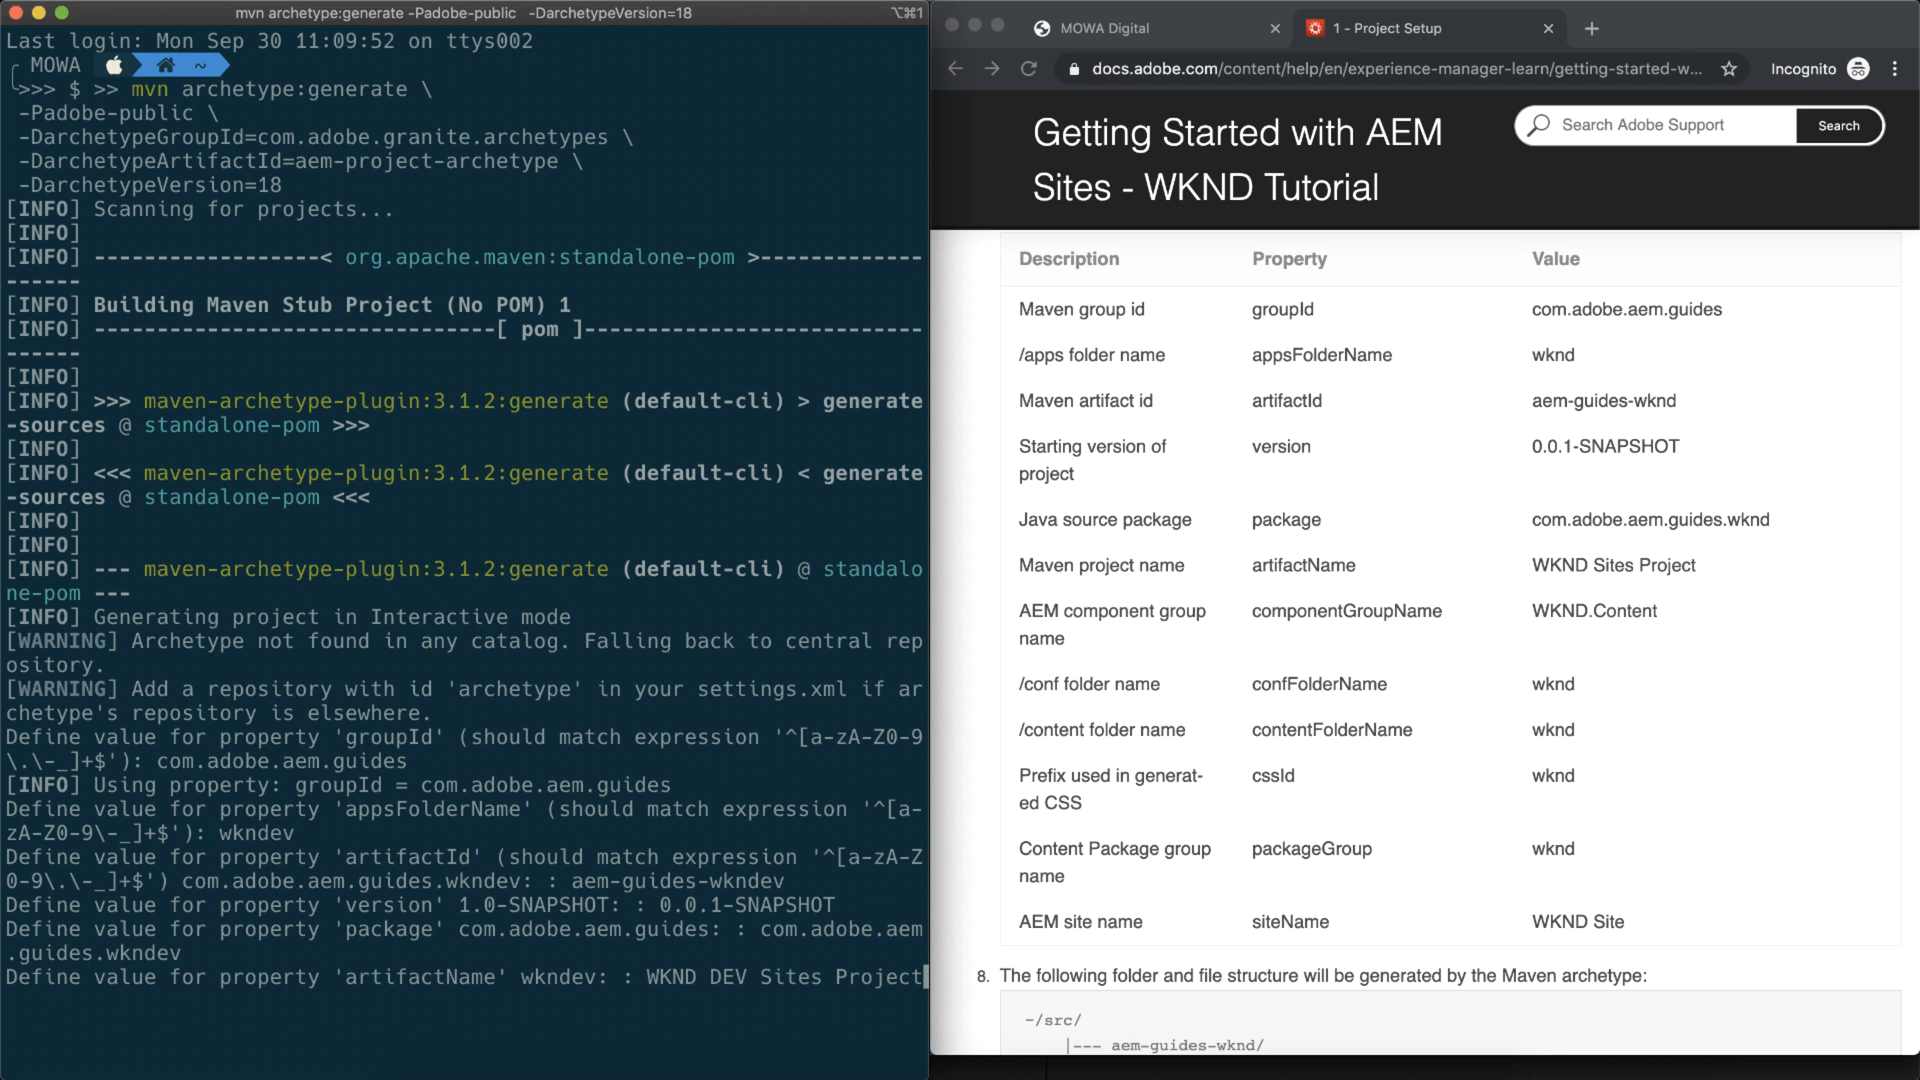 mvn archetype:generate -Padobe-public  -DarchetypeVersion=18
⌥⌘1
Last login: Mon Sep 30 11:09:52 on ttys002
MOWA ~
>>> $ >> mvn archetype:generate \
-Padobe-public \
-DarchetypeGroupId=com.adobe.granite.archetypes \
-DarchetypeArtifactId=aem-project-archetype \
-DarchetypeVersion=18
[INFO] Scanning for projects...
[INFO]
[INFO] ------------------< org.apache.maven:standalone-pom >-------------
------
[INFO] Building Maven Stub Project (No POM) 1
[INFO] --------------------------------[ pom ]---------------------------
------
[INFO]
[INFO] >>> maven-archetype-plugin:3.1.2:generate (default-cli) > generate
-sources @ standalone-pom >>>
[INFO]
[INFO] <<< maven-archetype-plugin:3.1.2:generate (default-cli) < generate
-sources @ standalone-pom <<<
[INFO]
[INFO]
[INFO] --- maven-archetype-plugin:3.1.2:generate (default-cli) @ standalo
ne-pom ---
[INFO] Generating project in Interactive mode
[WARNING] Archetype not found in any catalog. Falling back to central rep
ository.
[WARNING] Add a repository with id 'archetype' in your settings.xml if ar
chetype's repository is elsewhere.
Define value for property 'groupId' (should match expression '^[a-zA-Z0-9
\.\-_]+$'): com.adobe.aem.guides
[INFO] Using property: groupId = com.adobe.aem.guides
Define value for property 'appsFolderName' (should match expression '^[a-
zA-Z0-9\-_]+$'): wkndev
Define value for property 'artifactId' (should match expression '^[a-zA-Z
0-9\.\-_]+$') com.adobe.aem.guides.wkndev: : aem-guides-wkndev
Define value for property 'version' 1.0-SNAPSHOT: : 0.0.1-SNAPSHOT
Define value for property 'package' com.adobe.aem.guides: : com.adobe.aem
.guides.wkndev
Define value for property 'artifactName' wkndev: : WKND DEV Sites Project
MOWA Digital
1 - Project Setup
docs.adobe.com/content/help/en/experience-manager-learn/getting-started-w...
Incognito
Getting Started with AEM
Sites - WKND Tutorial
Search Adobe Support
Search
Description Property Value
Maven group id groupId com.adobe.aem.guides
/apps folder name appsFolderName wknd
Maven artifact id artifactId aem-guides-wknd
Starting version of version 0.0.1-SNAPSHOT
project
Java source package package com.adobe.aem.guides.wknd
Maven project name artifactName WKND Sites Project
AEM component group componentGroupName WKND.Content
name
/conf folder name confFolderName wknd
/content folder name contentFolderName wknd
Prefix used in generat- cssId wknd
ed CSS
Content Package group packageGroup wknd
name
AEM site name siteName WKND Site
8. The following folder and file structure will be generated by the Maven archetype:
~/src/
|--- aem-guides-wknd/